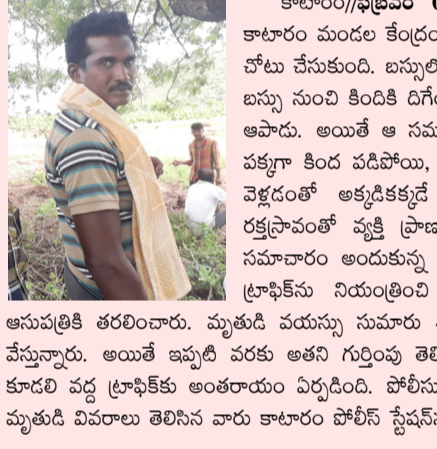 కాటారం//ఫిబ్రవరి
కాటారం మండల కేంద్రం
చోటు చేసుకుంది. బస్సులో
బస్సు నుంచి కిందికి దిగే
ఆపాడు. అయితే ఆ సమ
పక్కగా కింద పడిపోయి,
వెళ్లడంతో అక్కడికక్కడే
రక్తస్రావంతో వ్యక్తి ప్రాణ
సమాచారం అందుకున్న
ట్రాఫిక్‌ను నియంత్రించి
ఆసుపత్రికి తరలించారు. మృతుడి వయస్సు సుమారు
వేస్తున్నారు. అయితే ఇప్పటి వరకు అతని గుర్తింపు తెలి
కూడలి వద్ద ట్రాఫిక్‌కు అంతరాయం ఏర్పడింది. పోలీసు
మృతుడి వివరాలు తెలిసిన వారు కాటారం పోలీస్ స్టేషన్‌